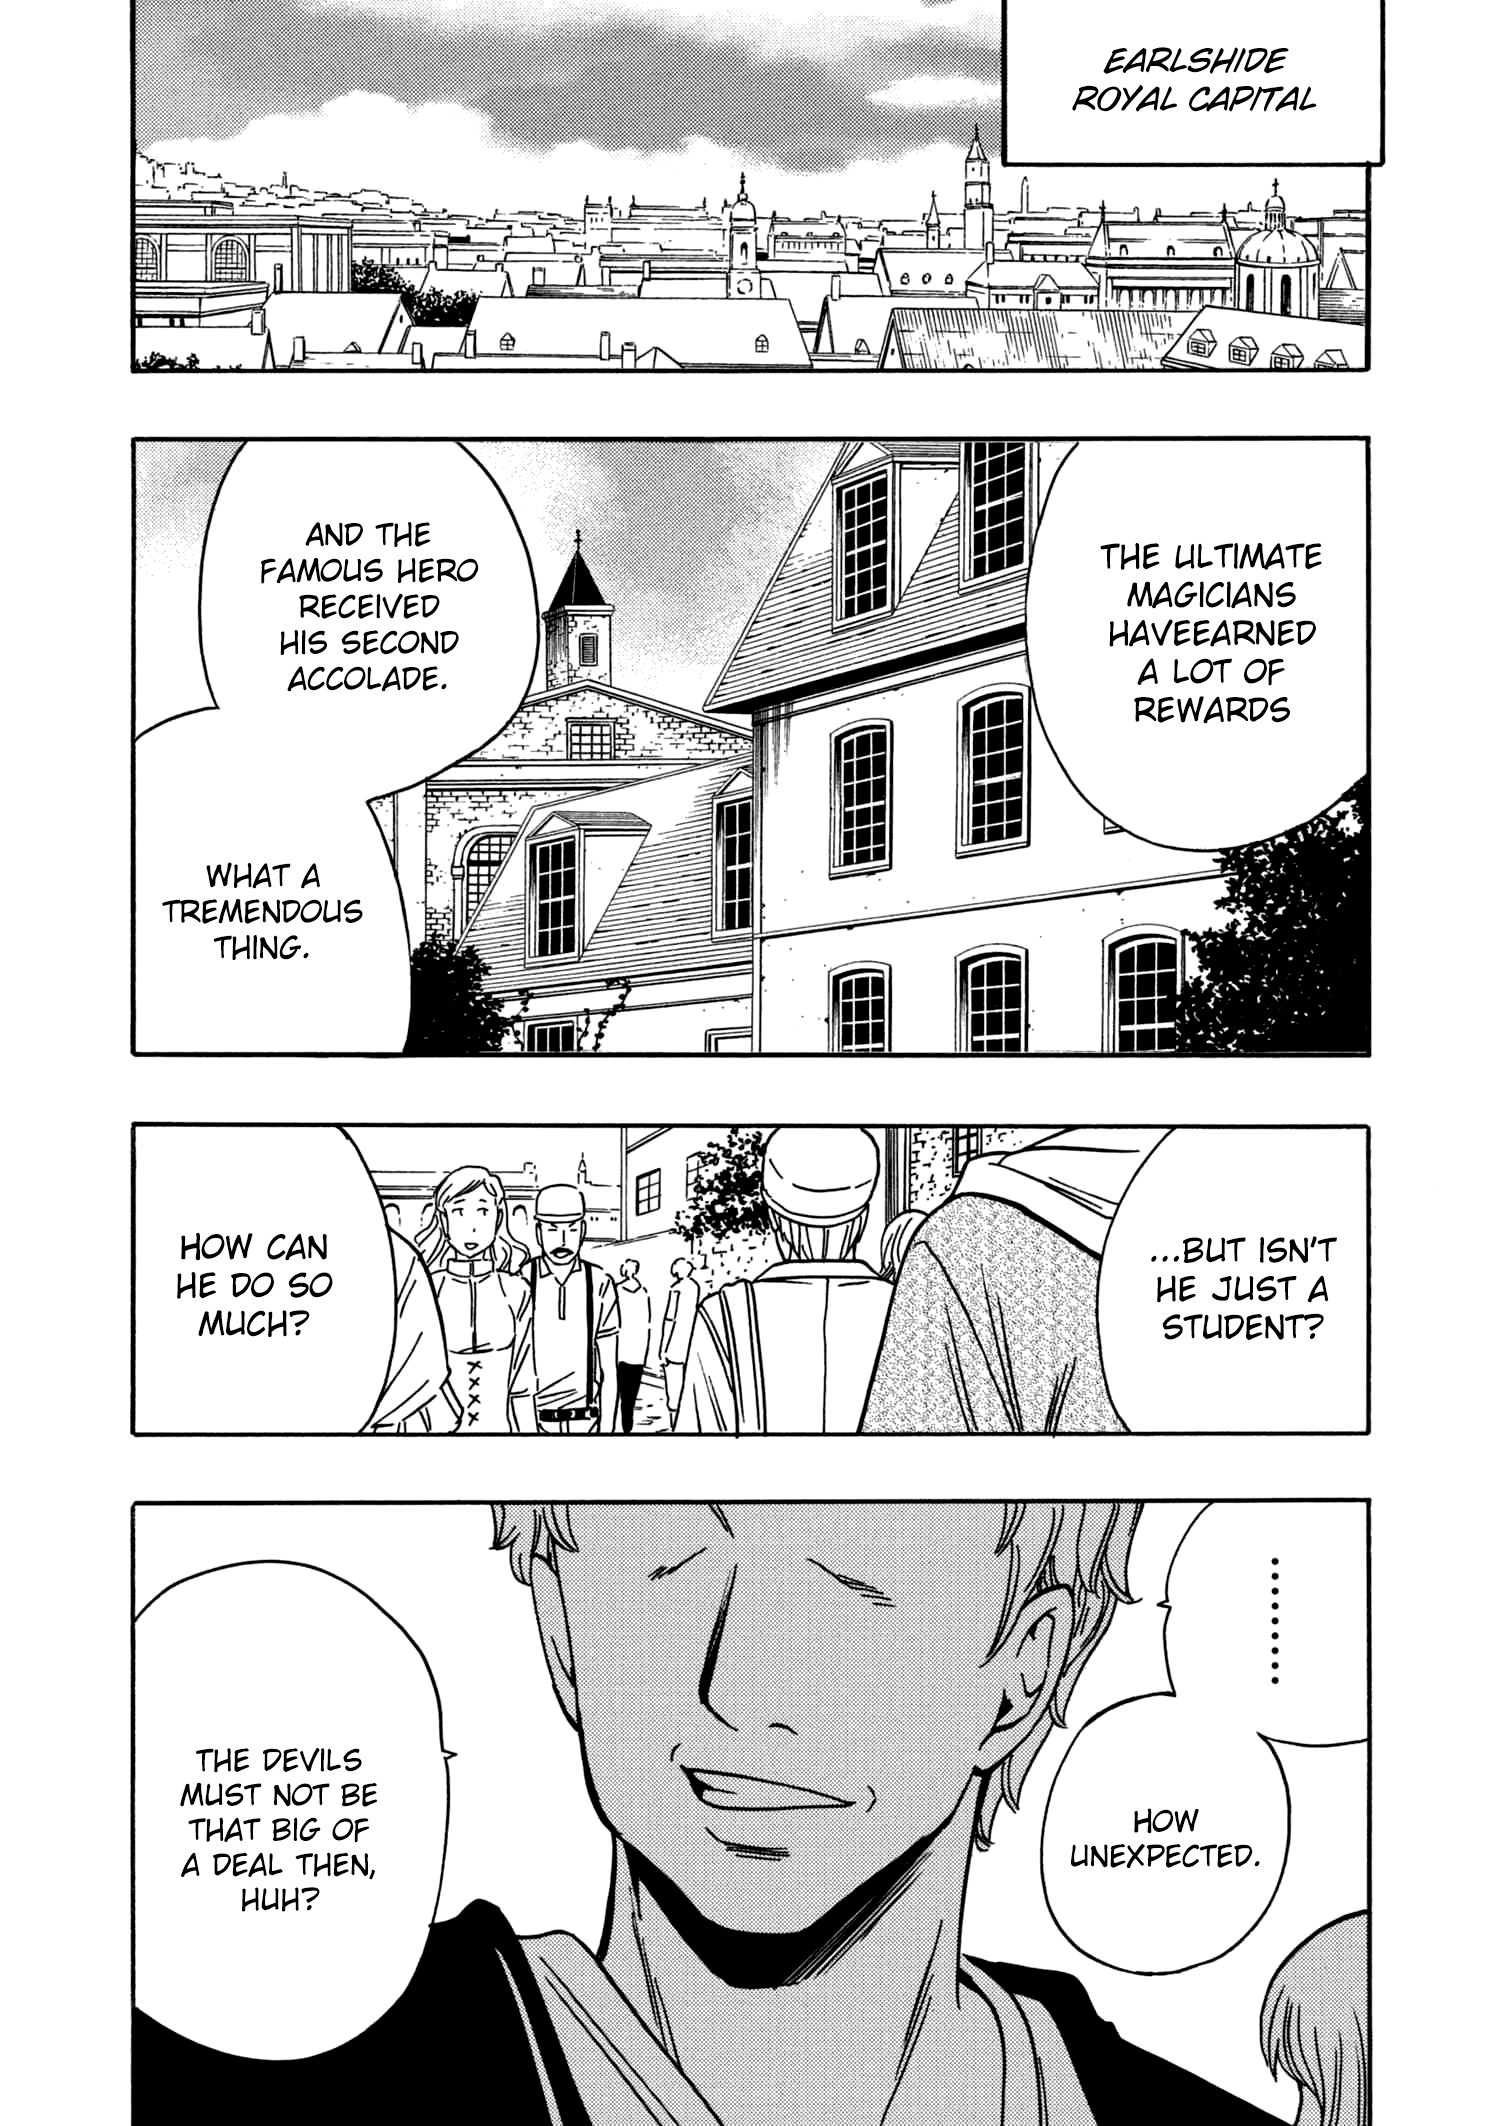 EARLSHIDE
ROYAL CAPITAL
THE ULTIMATE
MAGICIANS
HAVEEARNED
A LOT OF
REWARDS
AND THE
FAMOUS HERO
RECEIVED
HIS SECOND
ACCOLADE.
WHAT A
TREMENDOUS
THING.
...BUT ISN'T
HE JUST A
STUDENT?
HOW CAN
HE DO SO
MUCH?
........
HOW
UNEXPECTED.
THE DEVILS
MUST NOT BE
THAT BIG OF
A DEAL THEN,
HUH?